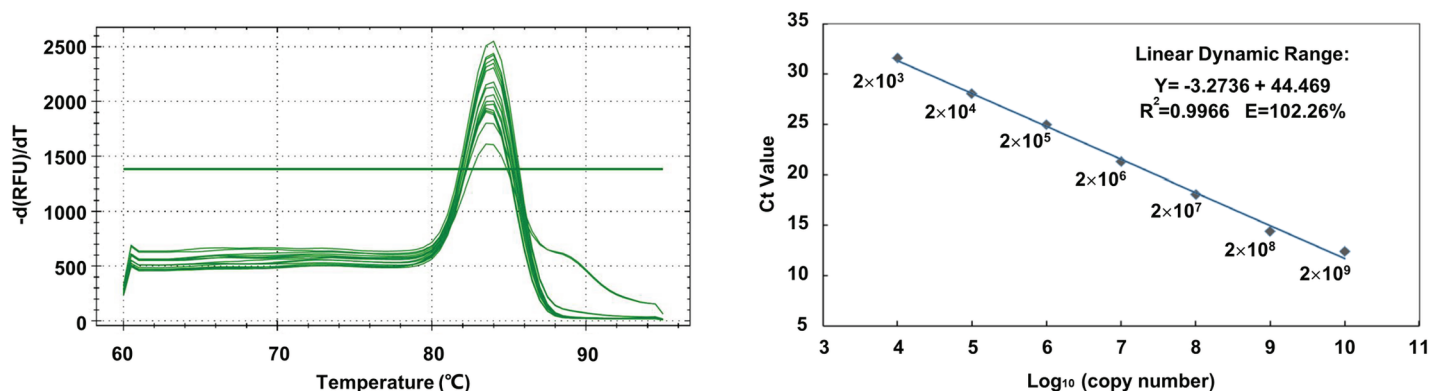 2500
2000
1500
1000
500
0
-d(RFU)/dT
60 70 80 90
Temperature (℃)
35
30
25
20
15
10
5
Ct Value
Linear Dynamic Range:
Y= -3.2736 + 44.469
R²=0.9966 E=102.26%
2×10³
2×10⁴
2×10⁵
2×10⁶
2×10⁷
2×10⁸
2×10⁹
3 4 5 6 7 8 9 10 11
Log₁₀ (copy number)